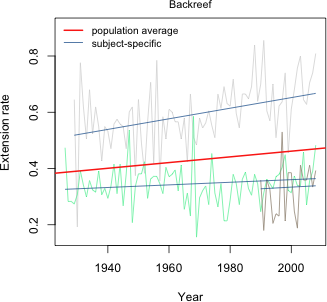 Backreef
population average
subject-specific
Extension rate
0.8
0.6
0.4
0.2
1940 1960 1980 2000
Year